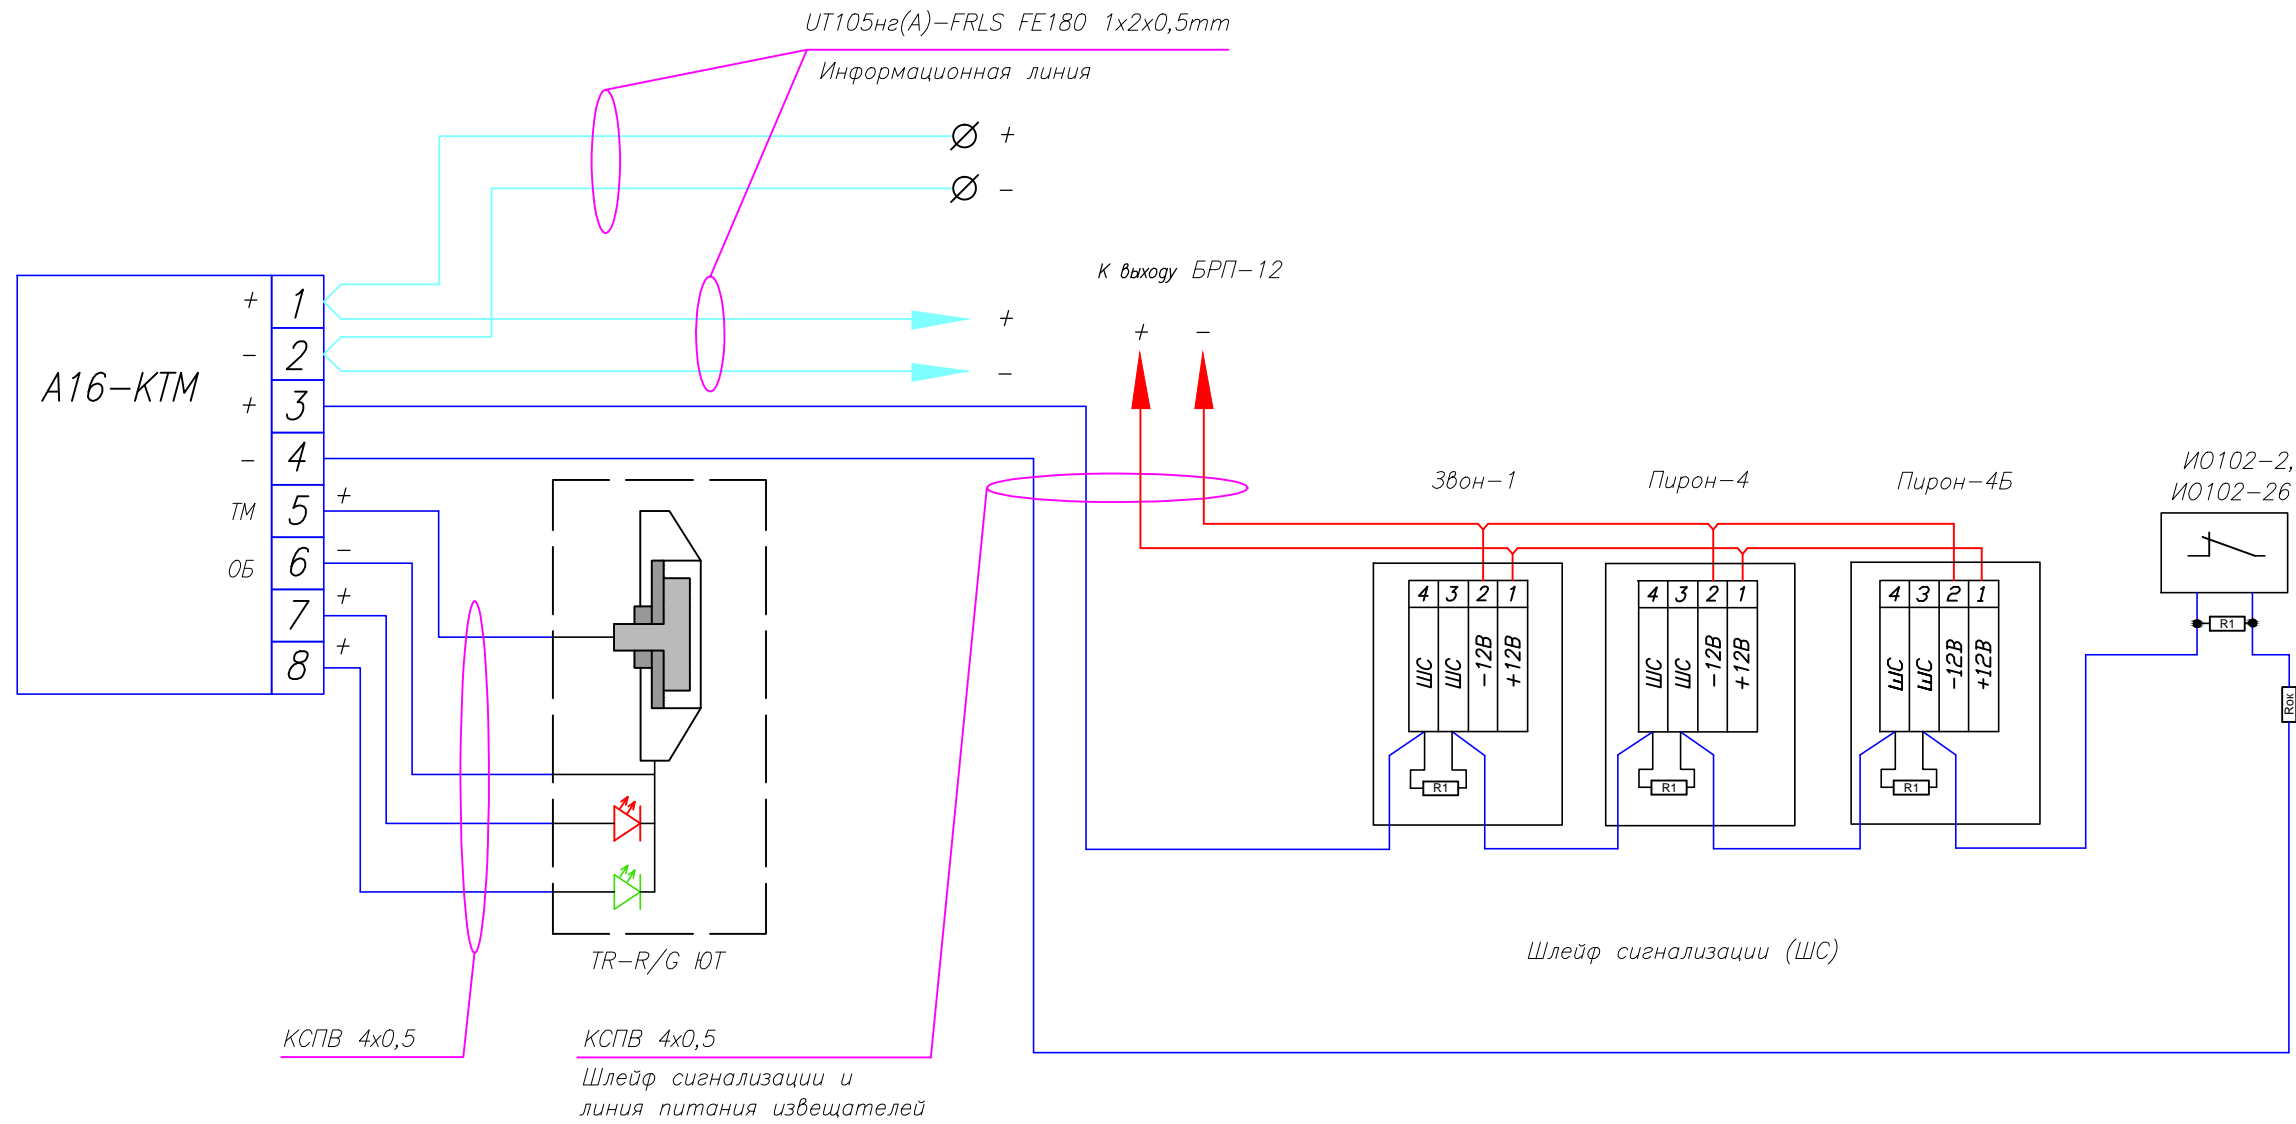 UT105нг(А)-FRLS FE180 1x2x0,5mm
Информационная линия
+
-
К выходу БРП-12
+
-
+ -
А16-КТМ
+ 1
- 2
+ 3
- 4
ТМ 5 +
ОБ 6 -
7 +
8 +
Звон-1
Пирон-4
Пирон-4Б
ИО102-2,
ИО102-26
4 3 2 1
ШС ШС -12В +12В
R1
4 3 2 1
ШС ШС -12В +12В
R1
4 3 2 1
ШС ШС -12В +12В
R1
R1
Rок
TR-R/G ЮТ
Шлейф сигнализации (ШС)
КСПВ 4x0,5
КСПВ 4x0,5
Шлейф сигнализации и
линия питания извещателей